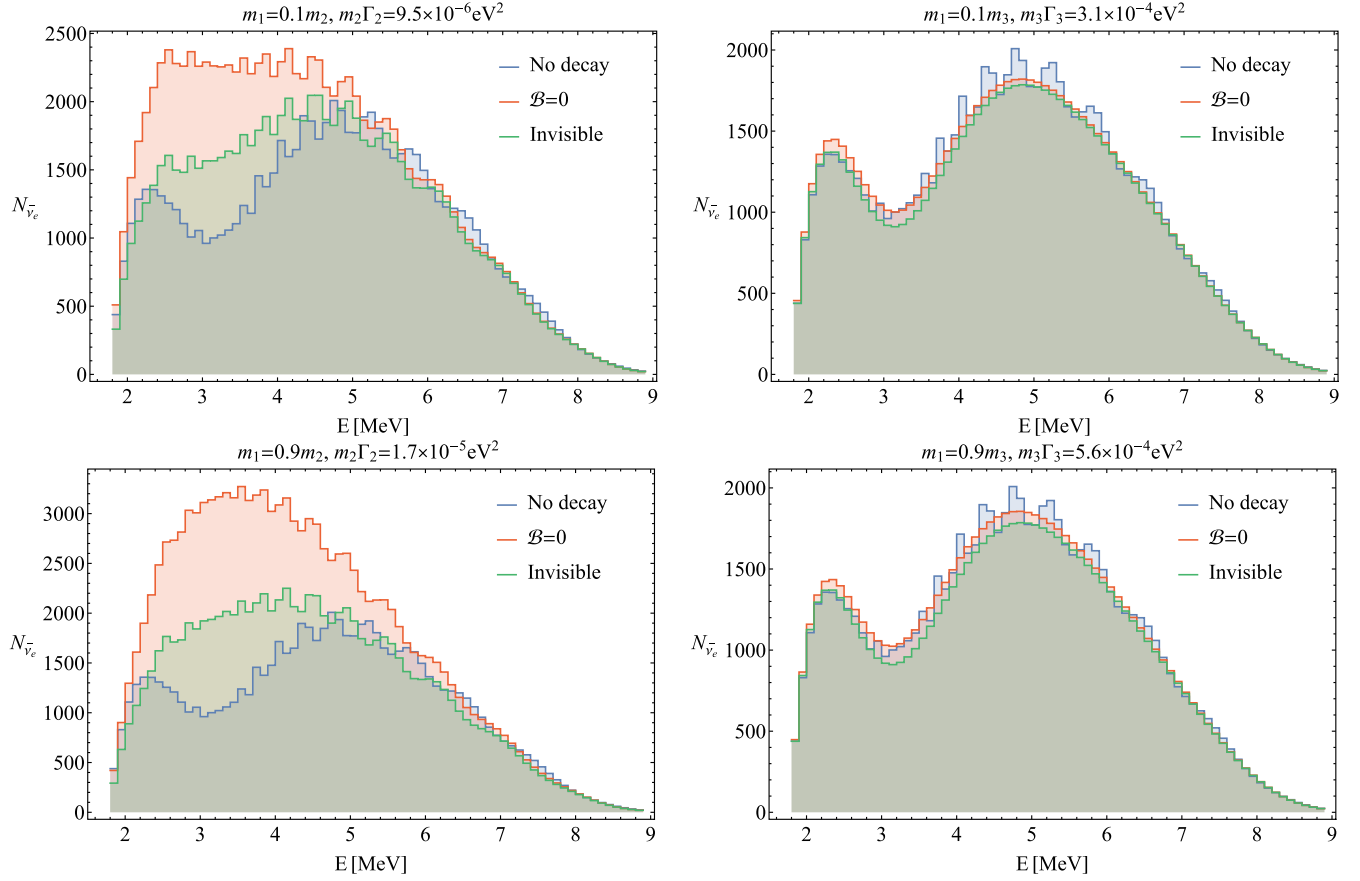 m₁=0.1m₂, m₂Γ₂=9.5×10⁻⁶eV²
2500
2000
1500
1000
500
0
N_ν̄ₑ
No decay
ℬ=0
Invisible
2 3 4 5 6 7 8 9
E [MeV]
m₁=0.1m₃, m₃Γ₃=3.1×10⁻⁴eV²
2000
1500
1000
500
0
N_ν̄ₑ
No decay
ℬ=0
Invisible
2 3 4 5 6 7 8 9
E [MeV]
m₁=0.9m₂, m₂Γ₂=1.7×10⁻⁵eV²
3000
2500
2000
1500
1000
500
0
N_ν̄ₑ
No decay
ℬ=0
Invisible
2 3 4 5 6 7 8 9
E [MeV]
m₁=0.9m₃, m₃Γ₃=5.6×10⁻⁴eV²
2000
1500
1000
500
0
N_ν̄ₑ
No decay
ℬ=0
Invisible
2 3 4 5 6 7 8 9
E [MeV]